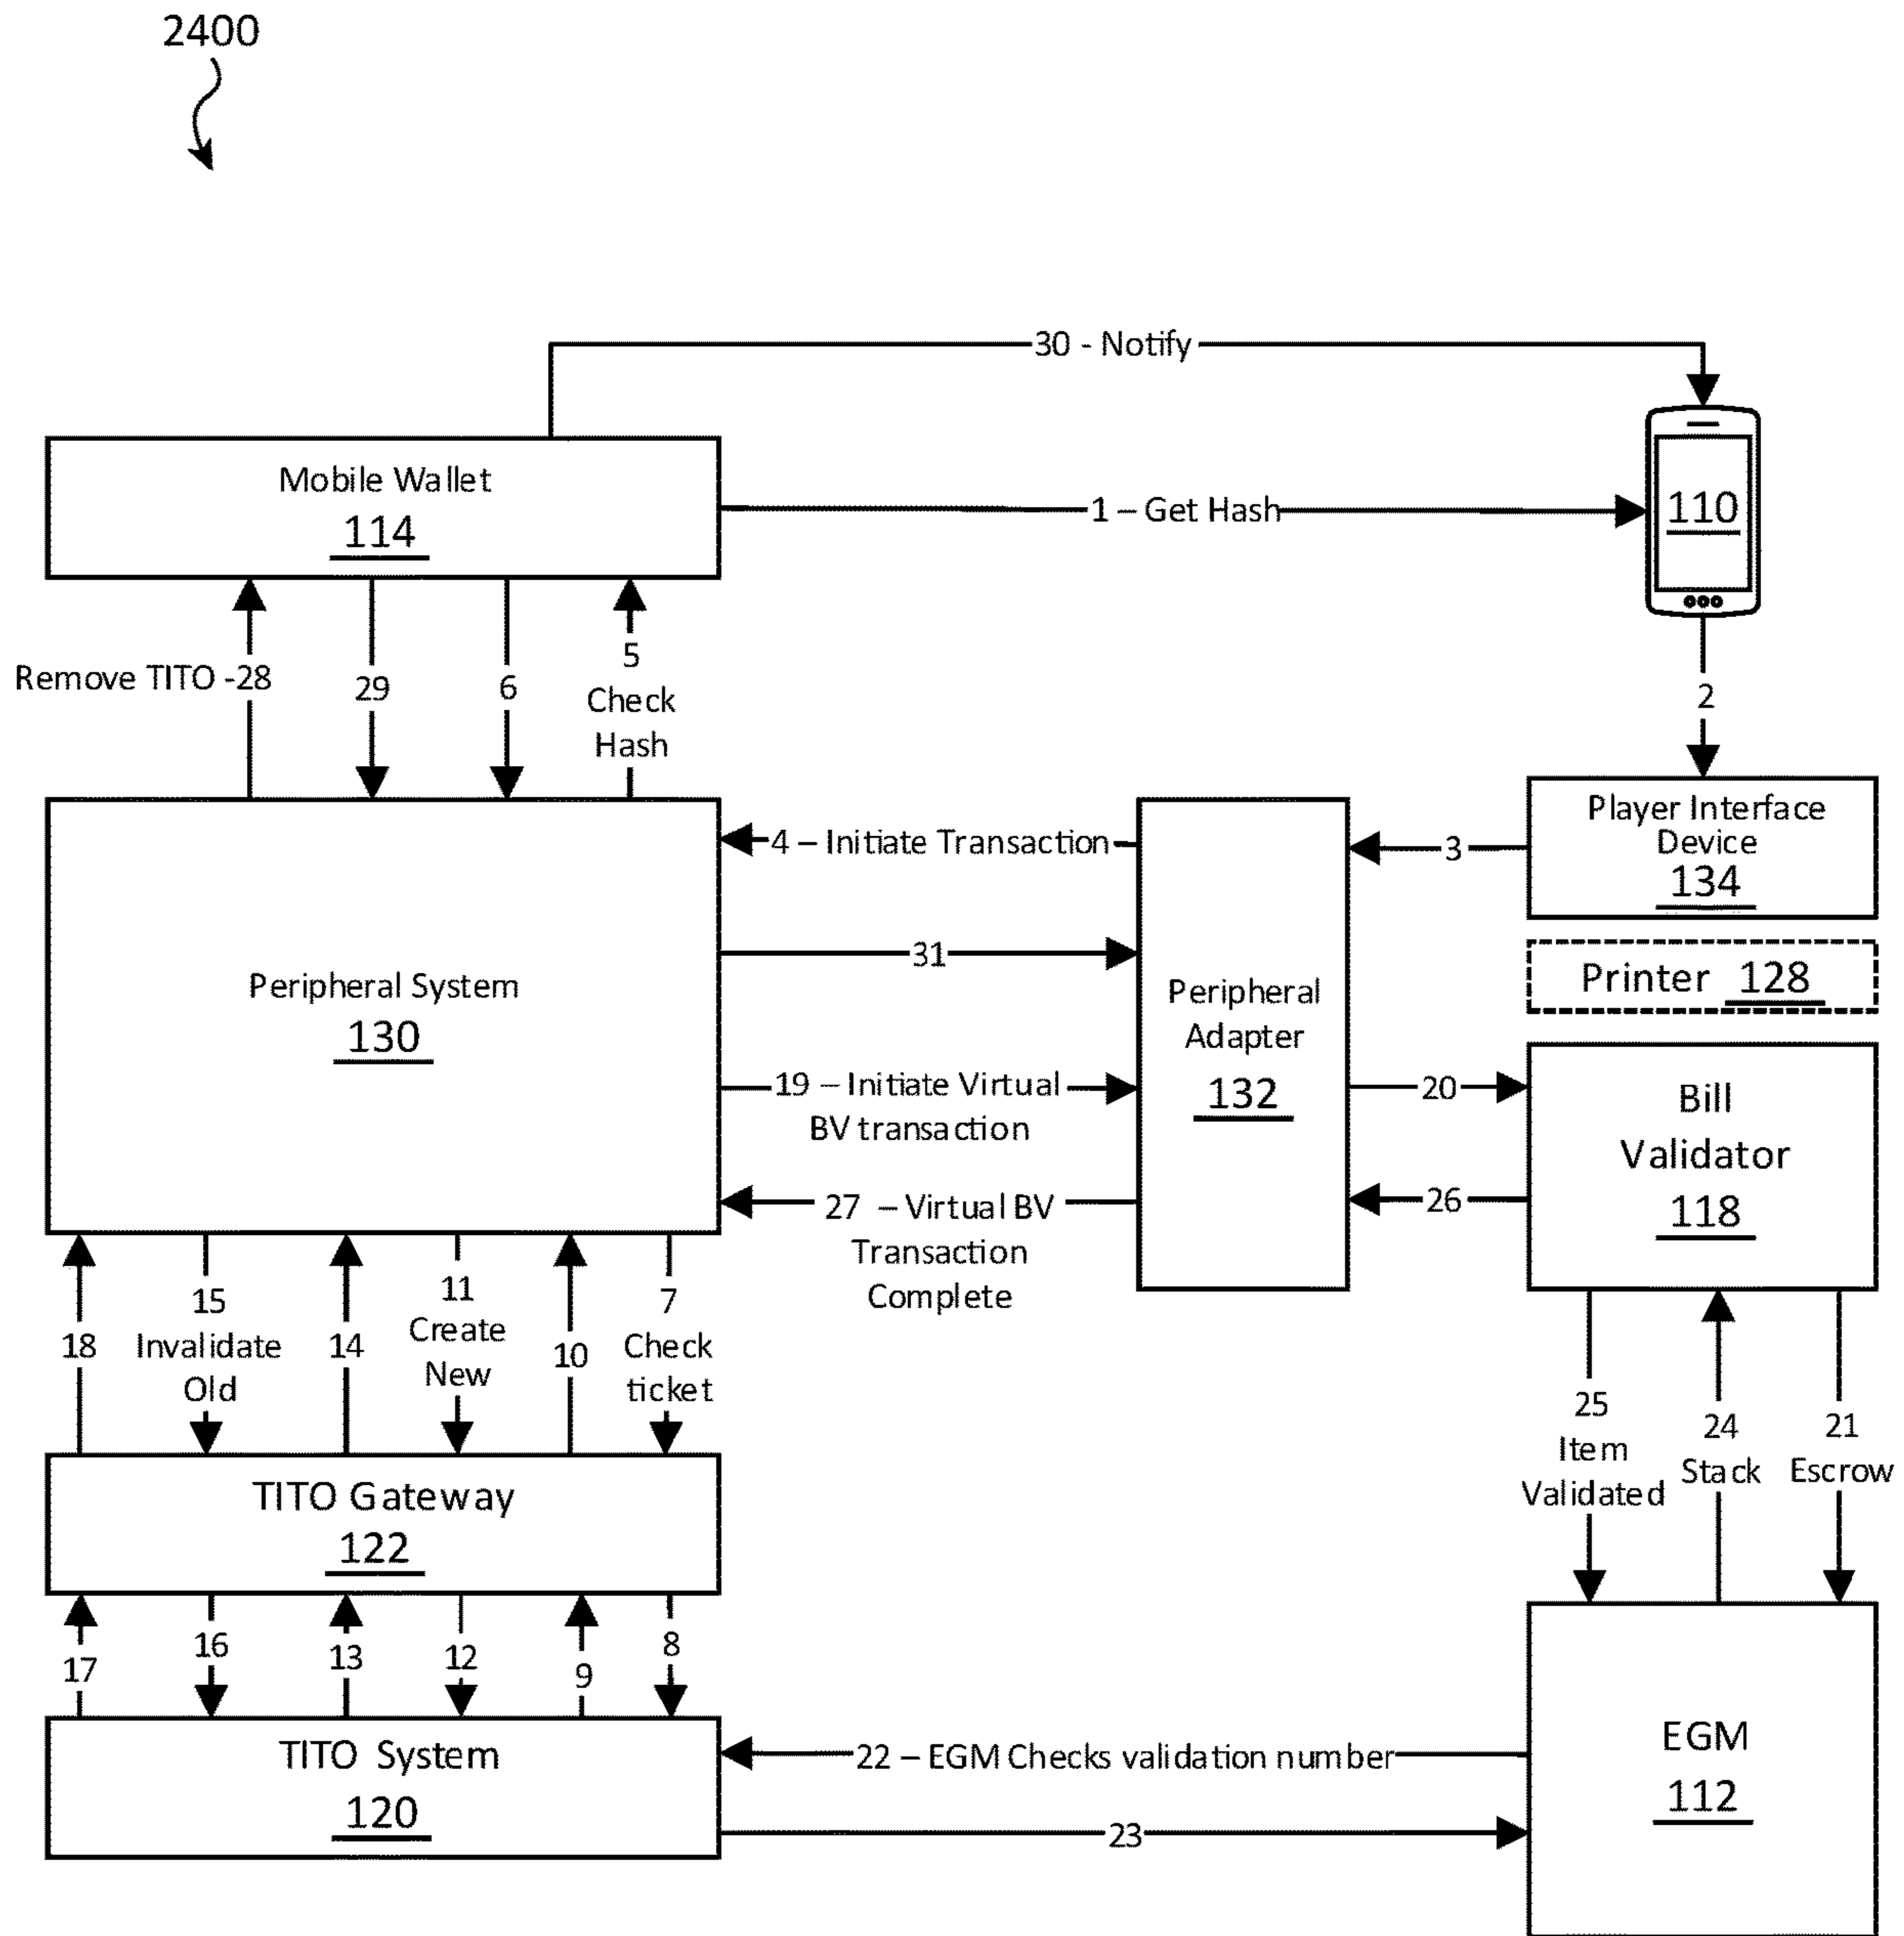 2400
30 - Notify
Mobile Wallet
114
1 – Get Hash
110
Remove TITO -28
29
6
5
Check
Hash
2
4 – Initiate Transaction
3
Player Interface
Device
134
31
Printer 128
Peripheral System
130
Peripheral
Adapter
132
19 – Initiate Virtual
BV transaction
20
Bill
Validator
118
27 – Virtual BV
Transaction
Complete
26
18
15
Invalidate
Old
14
11
Create
New
10
7
Check
ticket
25
Item
Validated
24
Stack
21
Escrow
TITO Gateway
122
17
16
13
12
9
8
TITO System
120
22 – EGM Checks validation number
23
EGM
112